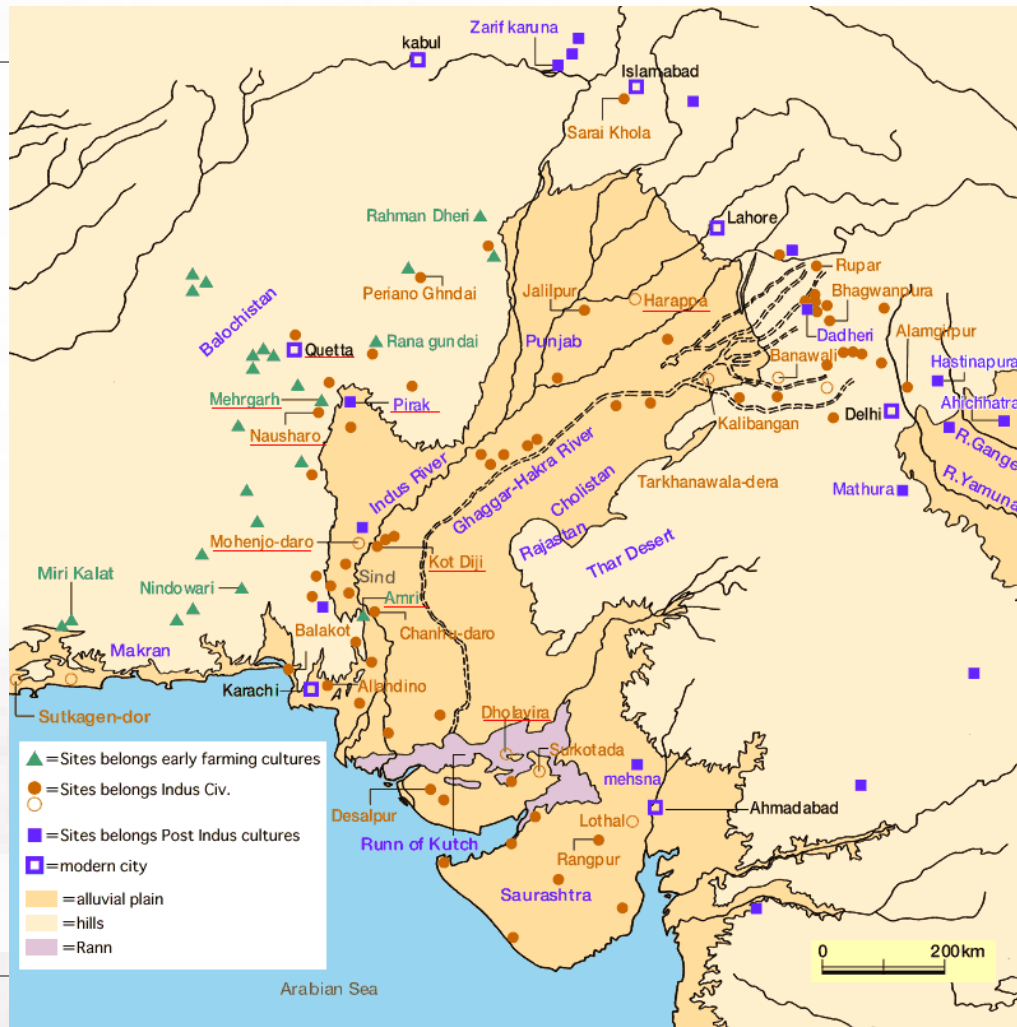 Zarif karuna
kabul
Islamabad
Sarai Khola
Rahman Dheri
Lahore
Rupar
Periano Ghndai
Jalilpur
Harappa
Bhagwanpura
Balochistan
Punjab
Dadheri
Alamgirpur
Quetta
Rana gundai
Banawali
Hastinapura
Mehrgarh
Pirak
Ahichhatra
Nausharo
Kalibangan
Delhi
R.Gange
Indus River
Ghaggar-Hakra River
Cholistan
Tarkhanawala-dera
R.Yamuna
Mathura
Mohenjo-daro
Rajastan
Kot Diji
Thar Desert
Miri Kalat
Nindowari
Sind
Amri
Balakot
Chanhu-daro
Makran
Karachi
Allandino
Sutkagen-dor
Dholavira
Surkotada
mehsna
Desalpur
Ahmadabad
Lothal
Runn of Kutch
Rangpur
Saurashtra
=Sites belongs early farming cultures
=Sites belongs Indus Civ.
=Sites belongs Post Indus cultures
=modern city
=alluvial plain
=hills
=Rann
0 200km
Arabian Sea